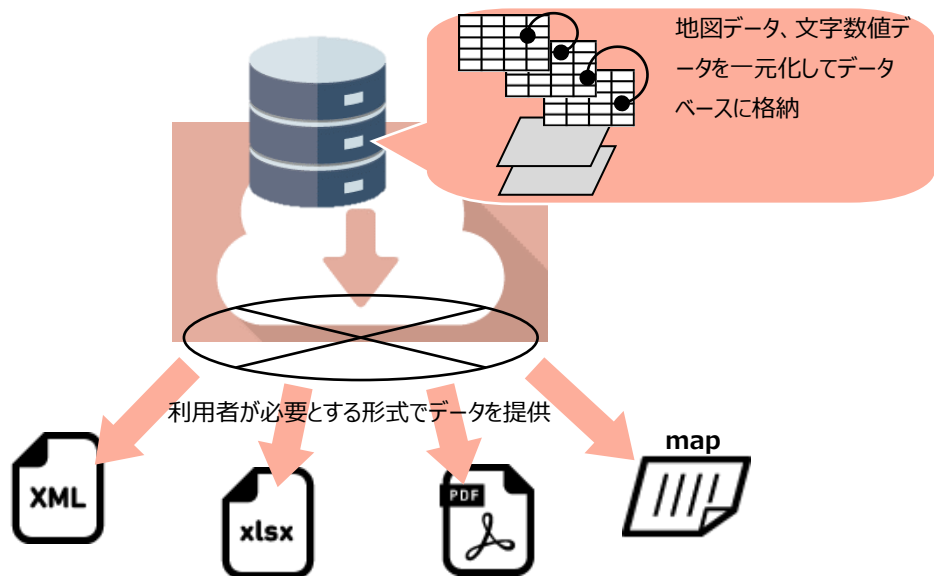 地図データ、文字数値デ
ータを一元化してデータ
ベースに格納
利用者が必要とする形式でデータを提供
map
XML
xlsx
PDF